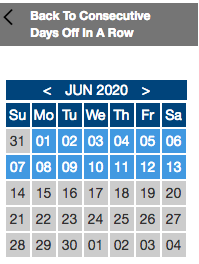 Back To Consecutive
Days Off In A Row
< JUN 2020 >
Su Mo Tu We Th Fr Sa
31 01 02 03 04 05 06
07 08 09 10 11 12 13
14 15 16 17 18 19 20
21 22 23 24 25 26 27
28 29 30 01 02 03 04